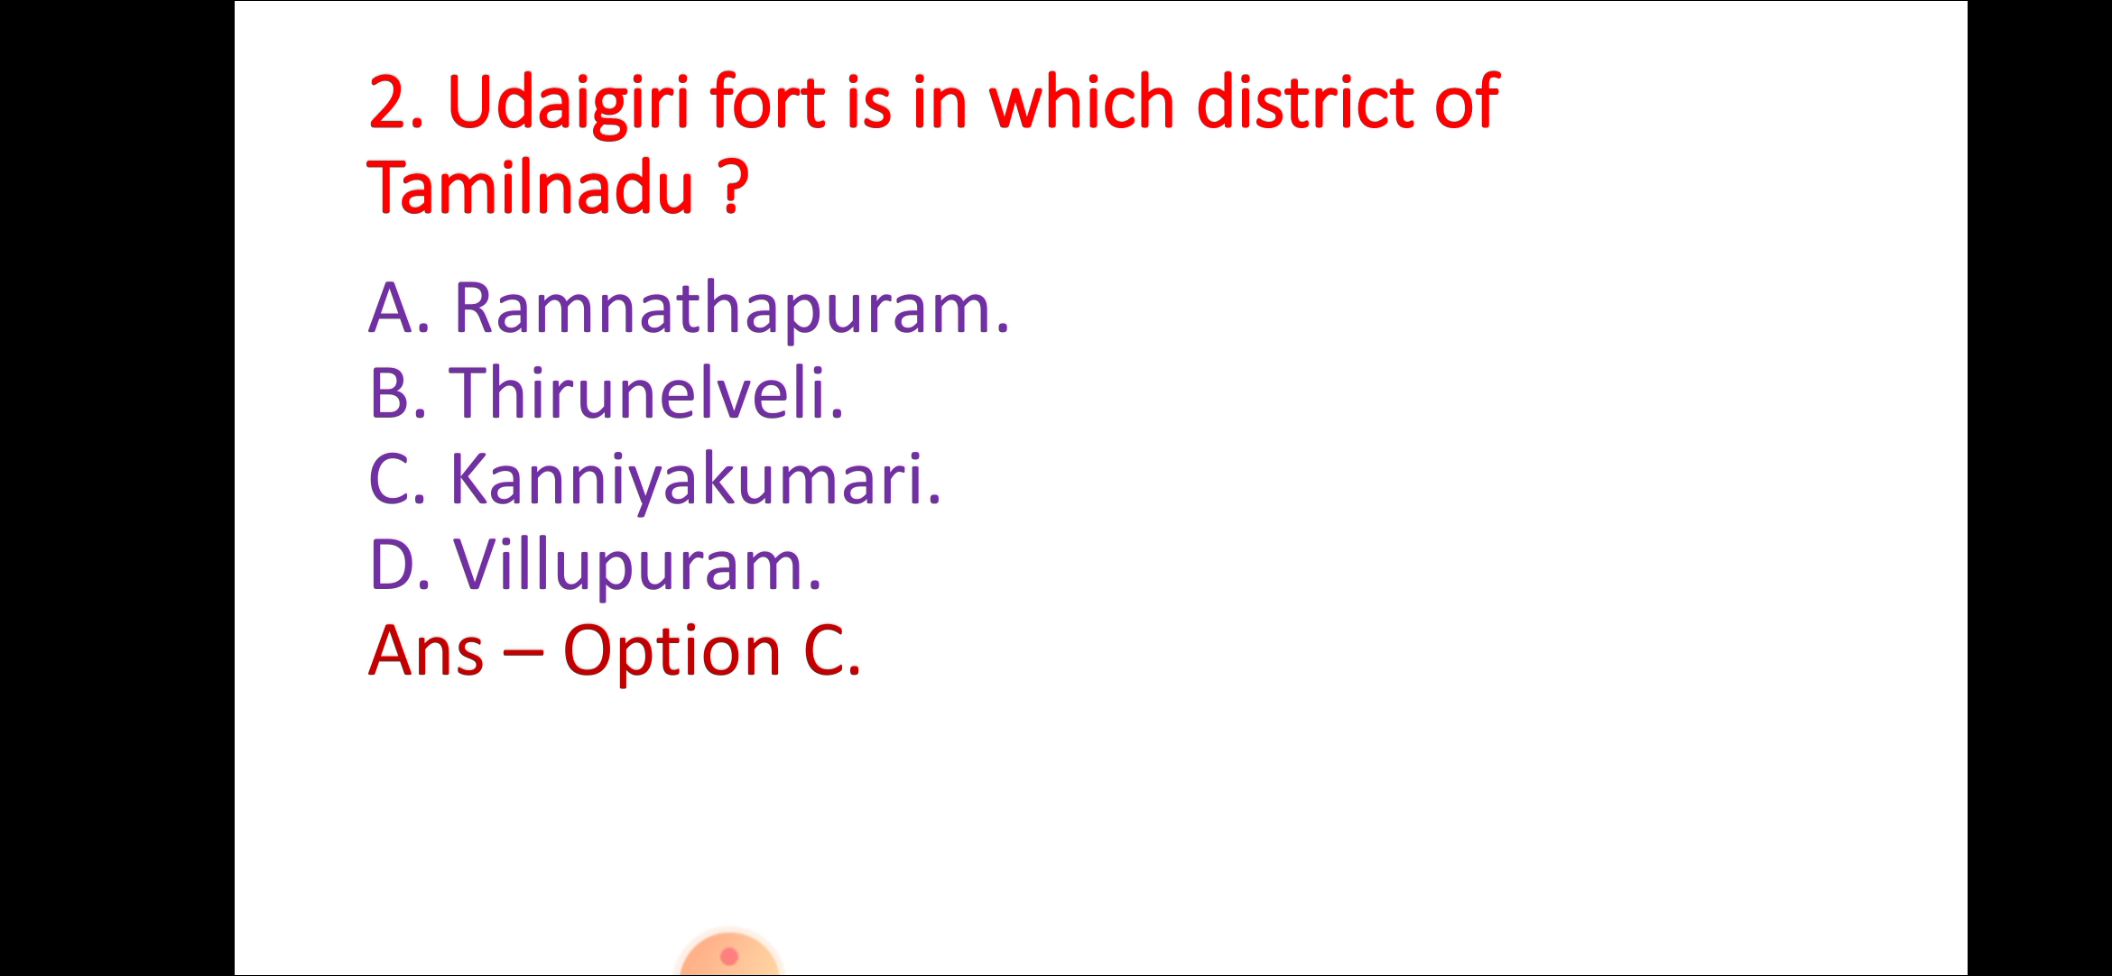 2. Udaigiri fort is in which district of
Tamilnadu ?
A. Ramnathapuram.
B. Thirunelveli.
C. Kanniyakumari.
D. Villupuram.
Ans – Option C.